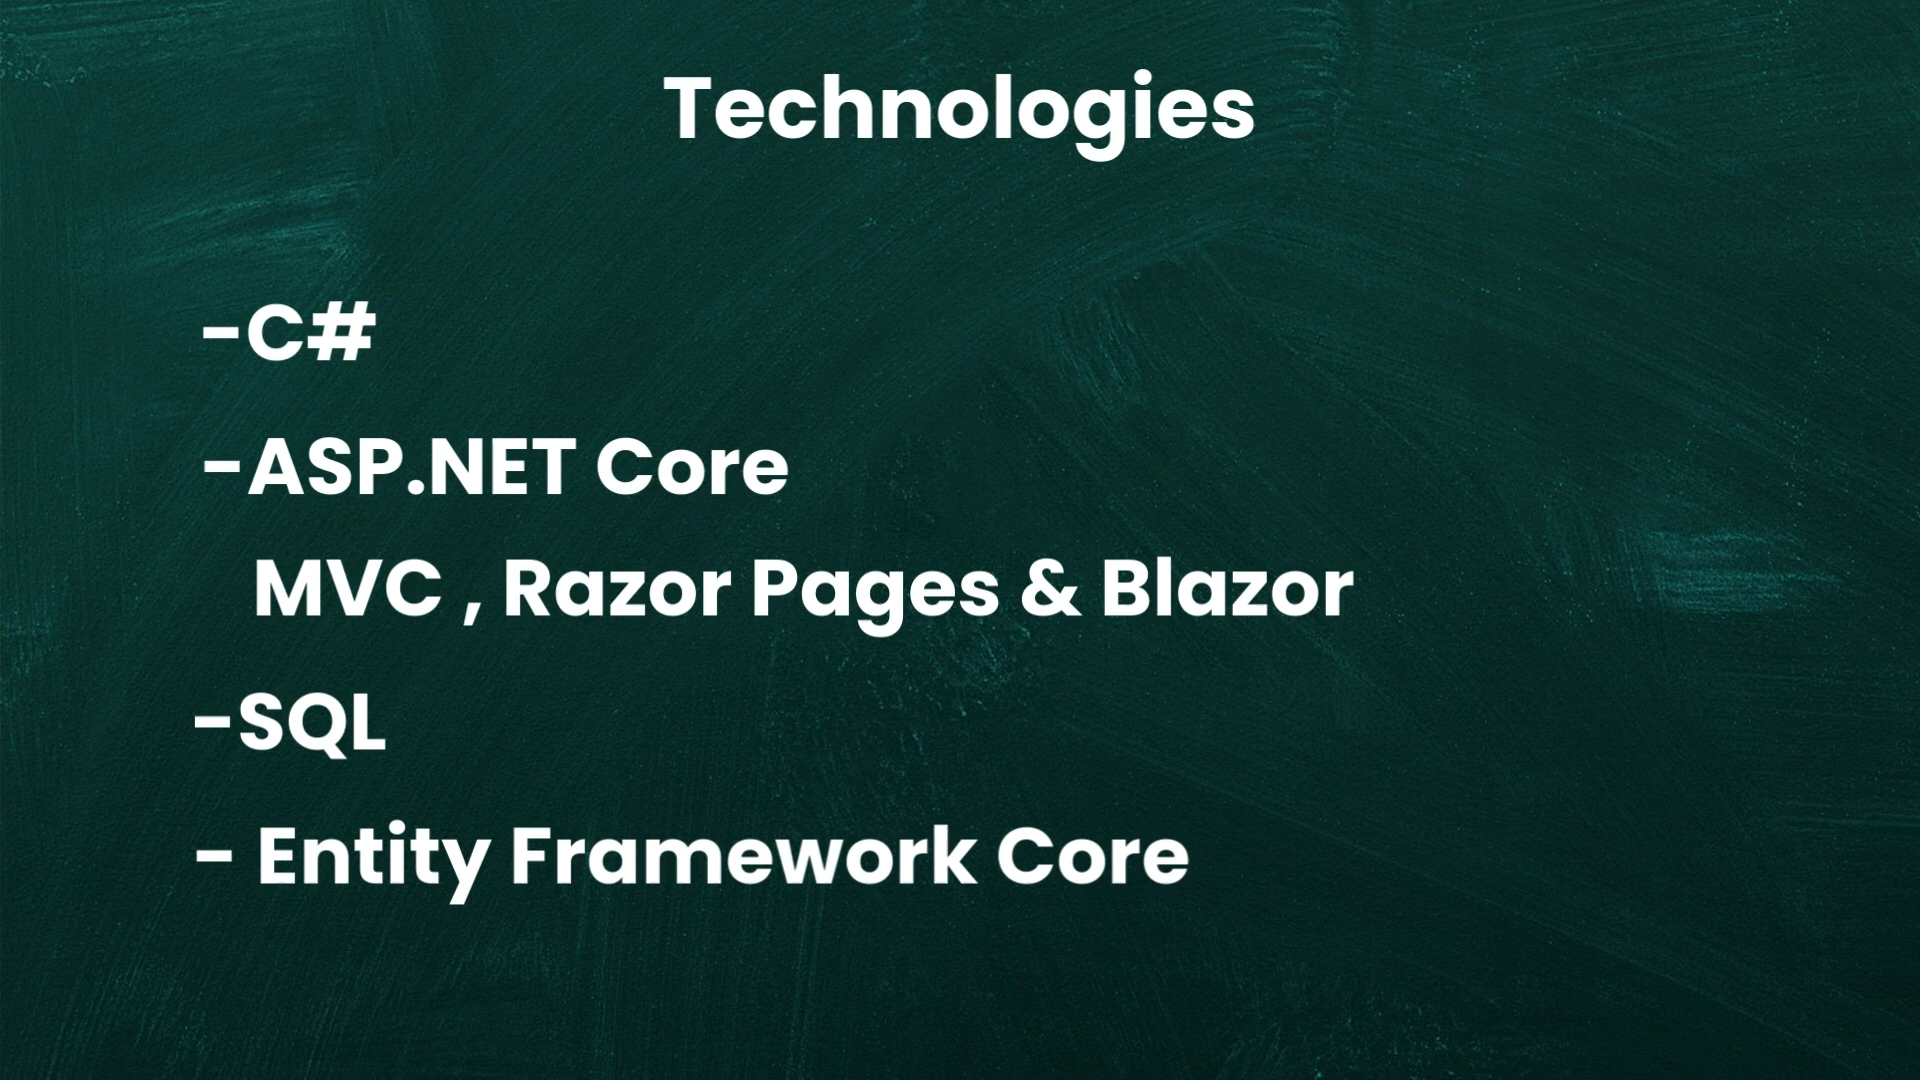 Technologies
-C#
-ASP.NET Core
MVC , Razor Pages & Blazor
-SQL
- Entity Framework Core